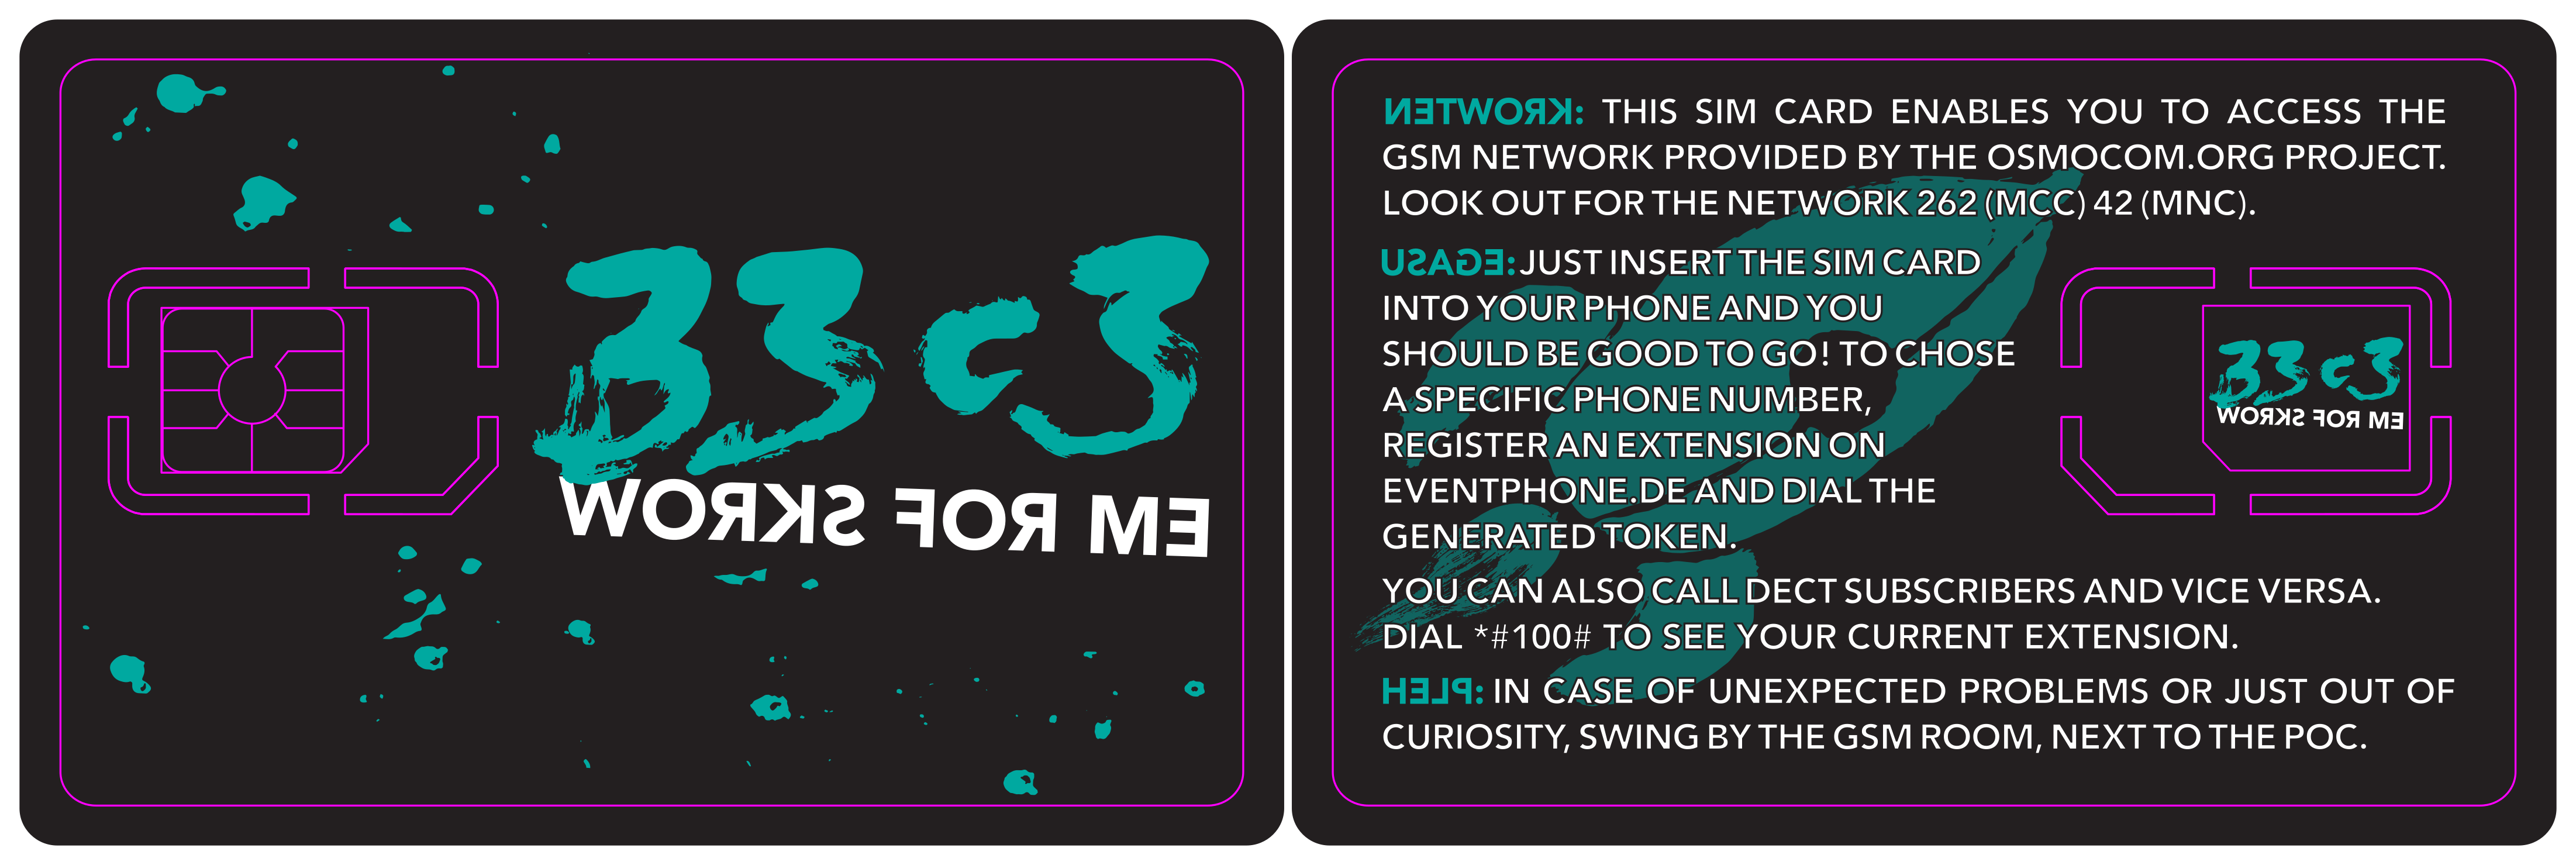 33C3
WORKS FOR ME
NETWORK: THIS SIM CARD ENABLES YOU TO ACCESS THE
GSM NETWORK PROVIDED BY THE OSMOCOM.ORG PROJECT.
LOOK OUT FOR THE NETWORK 262 (MCC) 42 (MNC).
USAGE: JUST INSERT THE SIM CARD
INTO YOUR PHONE AND YOU
SHOULD BE GOOD TO GO! TO CHOSE
A SPECIFIC PHONE NUMBER,
REGISTER AN EXTENSION ON
EVENTPHONE.DE AND DIAL THE
GENERATED TOKEN.
YOU CAN ALSO CALL DECT SUBSCRIBERS AND VICE VERSA.
DIAL *#100# TO SEE YOUR CURRENT EXTENSION.
HELP: IN CASE OF UNEXPECTED PROBLEMS OR JUST OUT OF
CURIOSITY, SWING BY THE GSM ROOM, NEXT TO THE POC.
33C3
WORKS FOR ME